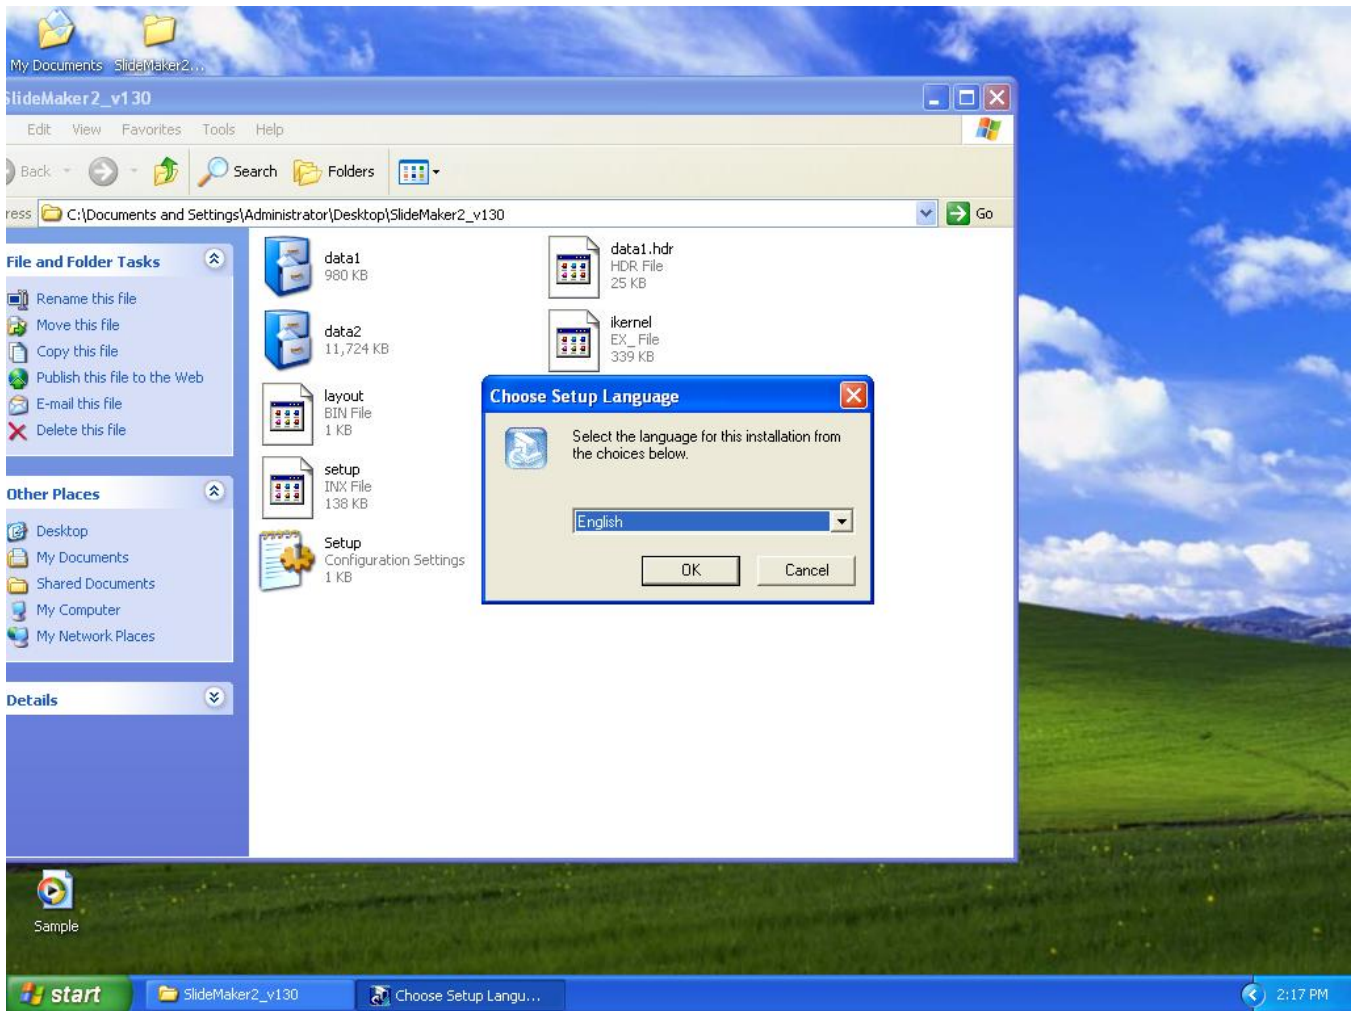 My Documents
SlideMaker2...
SlideMaker2_v130
Edit View Favorites Tools Help
Back
Search
Folders
ress C:\Documents and Settings\Administrator\Desktop\SlideMaker2_v130
Go
File and Folder Tasks
Rename this file
Move this file
Copy this file
Publish this file to the Web
E-mail this file
Delete this file
Other Places
Desktop
My Documents
Shared Documents
My Computer
My Network Places
Details
data1
980 KB
data1.hdr
HDR File
25 KB
data2
11,724 KB
ikernel
EX_ File
339 KB
layout
BIN File
1 KB
setup
INX File
138 KB
Setup
Configuration Settings
1 KB
Choose Setup Language
Select the language for this installation from
the choices below.
English
OK
Cancel
Sample
start
SlideMaker2_v130
Choose Setup Langu...
2:17 PM